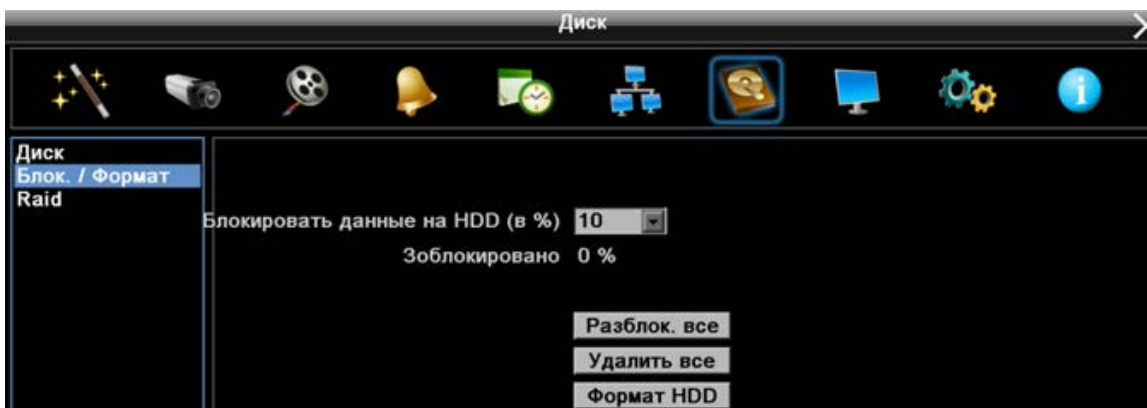 Диск
Диск
Блок. / Формат
Raid
Блокировать данные на HDD (в %) 10
Зоблокировано 0 %
Разблок. все
Удалить все
Формат HDD